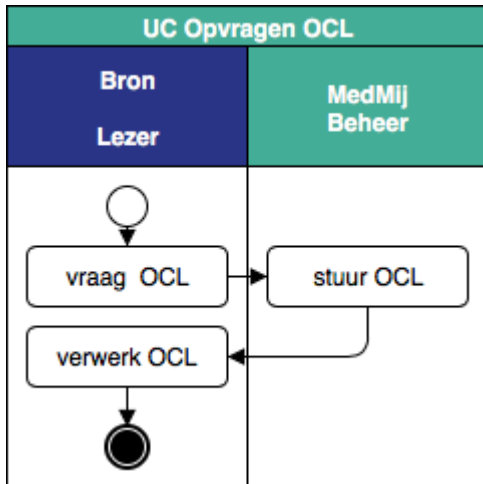 UC Opvragen OCL
Bron
Lezer
MedMij
Beheer
vraag OCL
stuur OCL
verwerk OCL